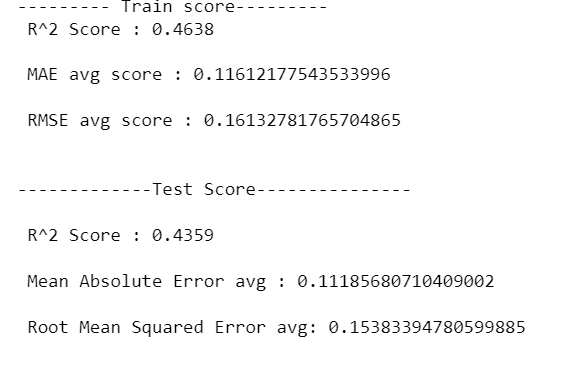 --------- Train score---------
R^2 Score : 0.4638
MAE avg score : 0.11612177543533996
RMSE avg score : 0.16132781765704865
-------------Test Score---------------
R^2 Score : 0.4359
Mean Absolute Error avg : 0.11185680710409002
Root Mean Squared Error avg: 0.15383394780599885